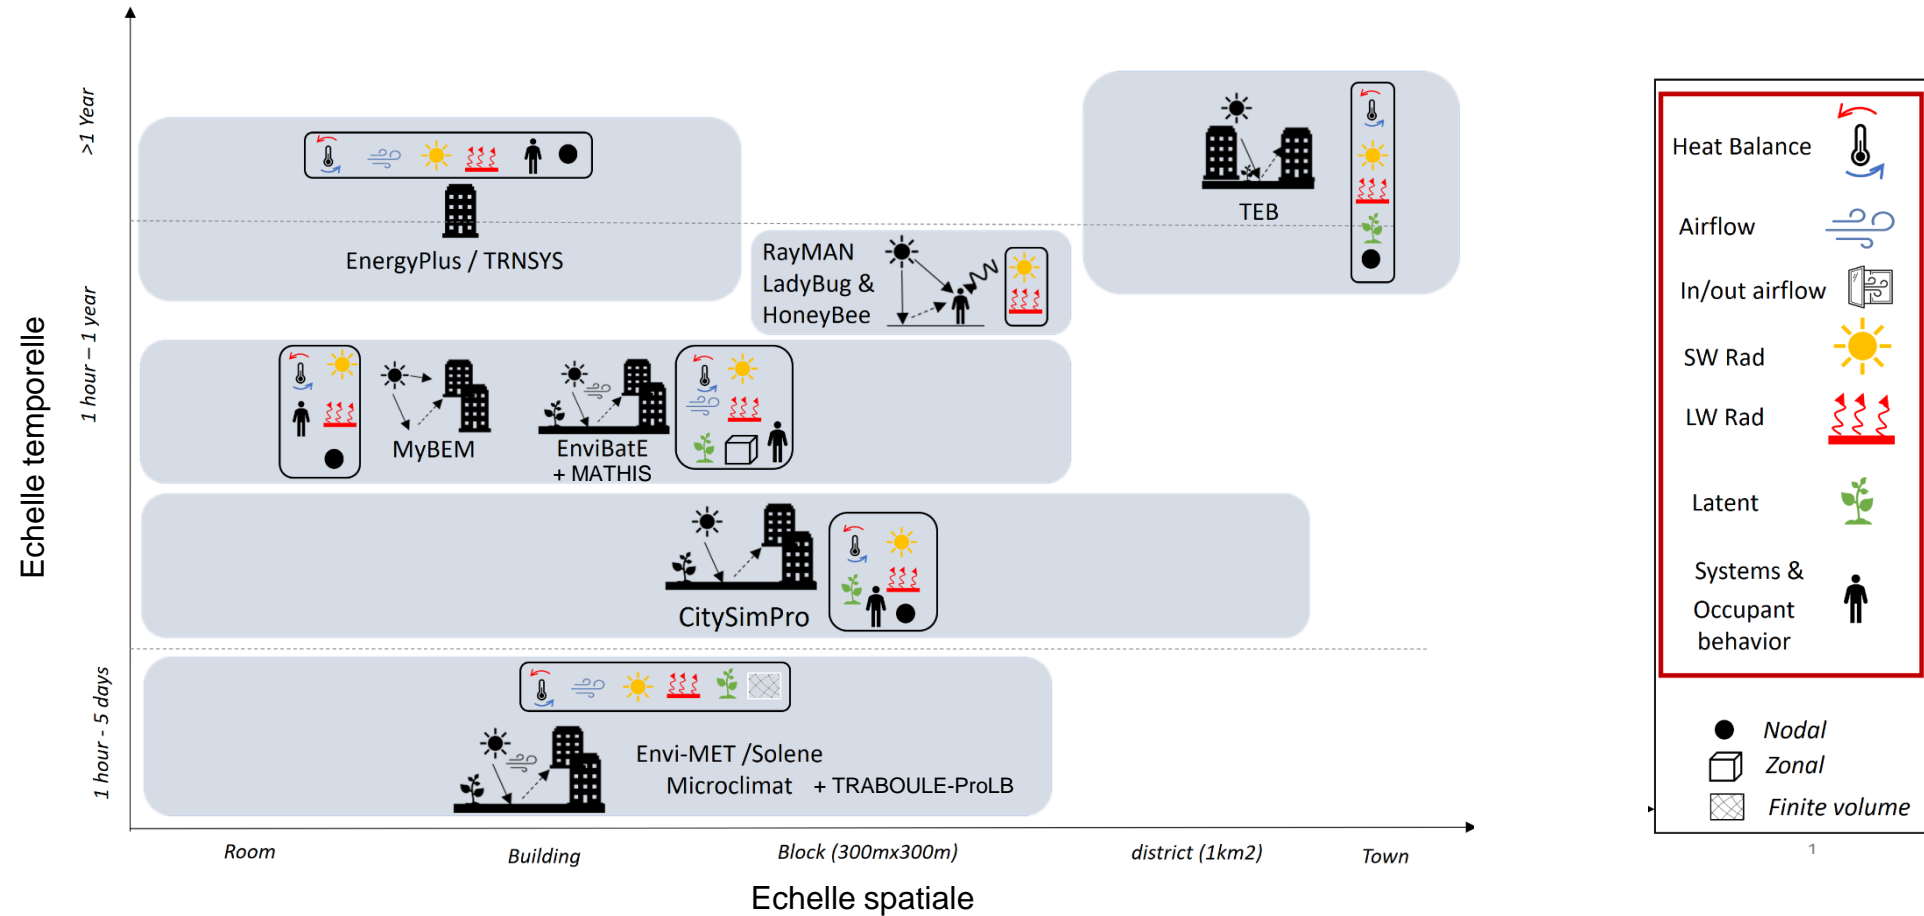 Echelle temporelle
>1 Year
1 hour – 1 year
1 hour - 5 days
EnergyPlus / TRNSYS
TEB
RayMAN
LadyBug &
HoneyBee
MyBEM
EnviBatE
+ MATHIS
CitySimPro
Envi-MET /Solene
Microclimat + TRABOULE-ProLB
Room
Building
Block (300mx300m)
district (1km2)
Town
Echelle spatiale
Heat Balance
Airflow
In/out airflow
SW Rad
LW Rad
Latent
Systems &
Occupant
behavior
Nodal
Zonal
Finite volume
1